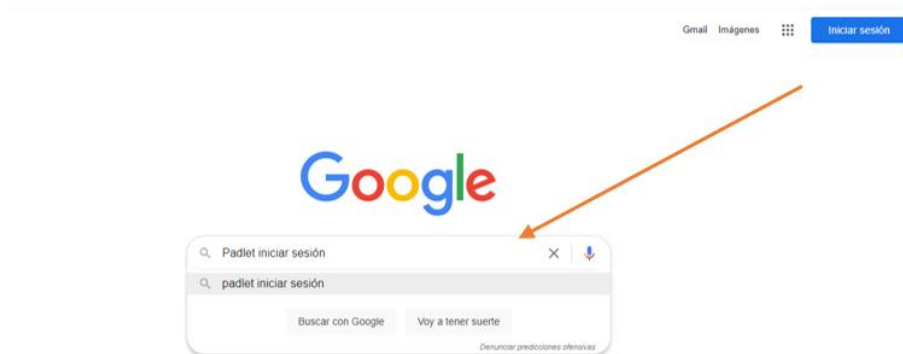 Gmail Imágenes Iniciar sesión
Google
Padlet iniciar sesión
padlet iniciar sesión
Buscar con Google Voy a tener suerte
Denunciar predicciones ofensivas